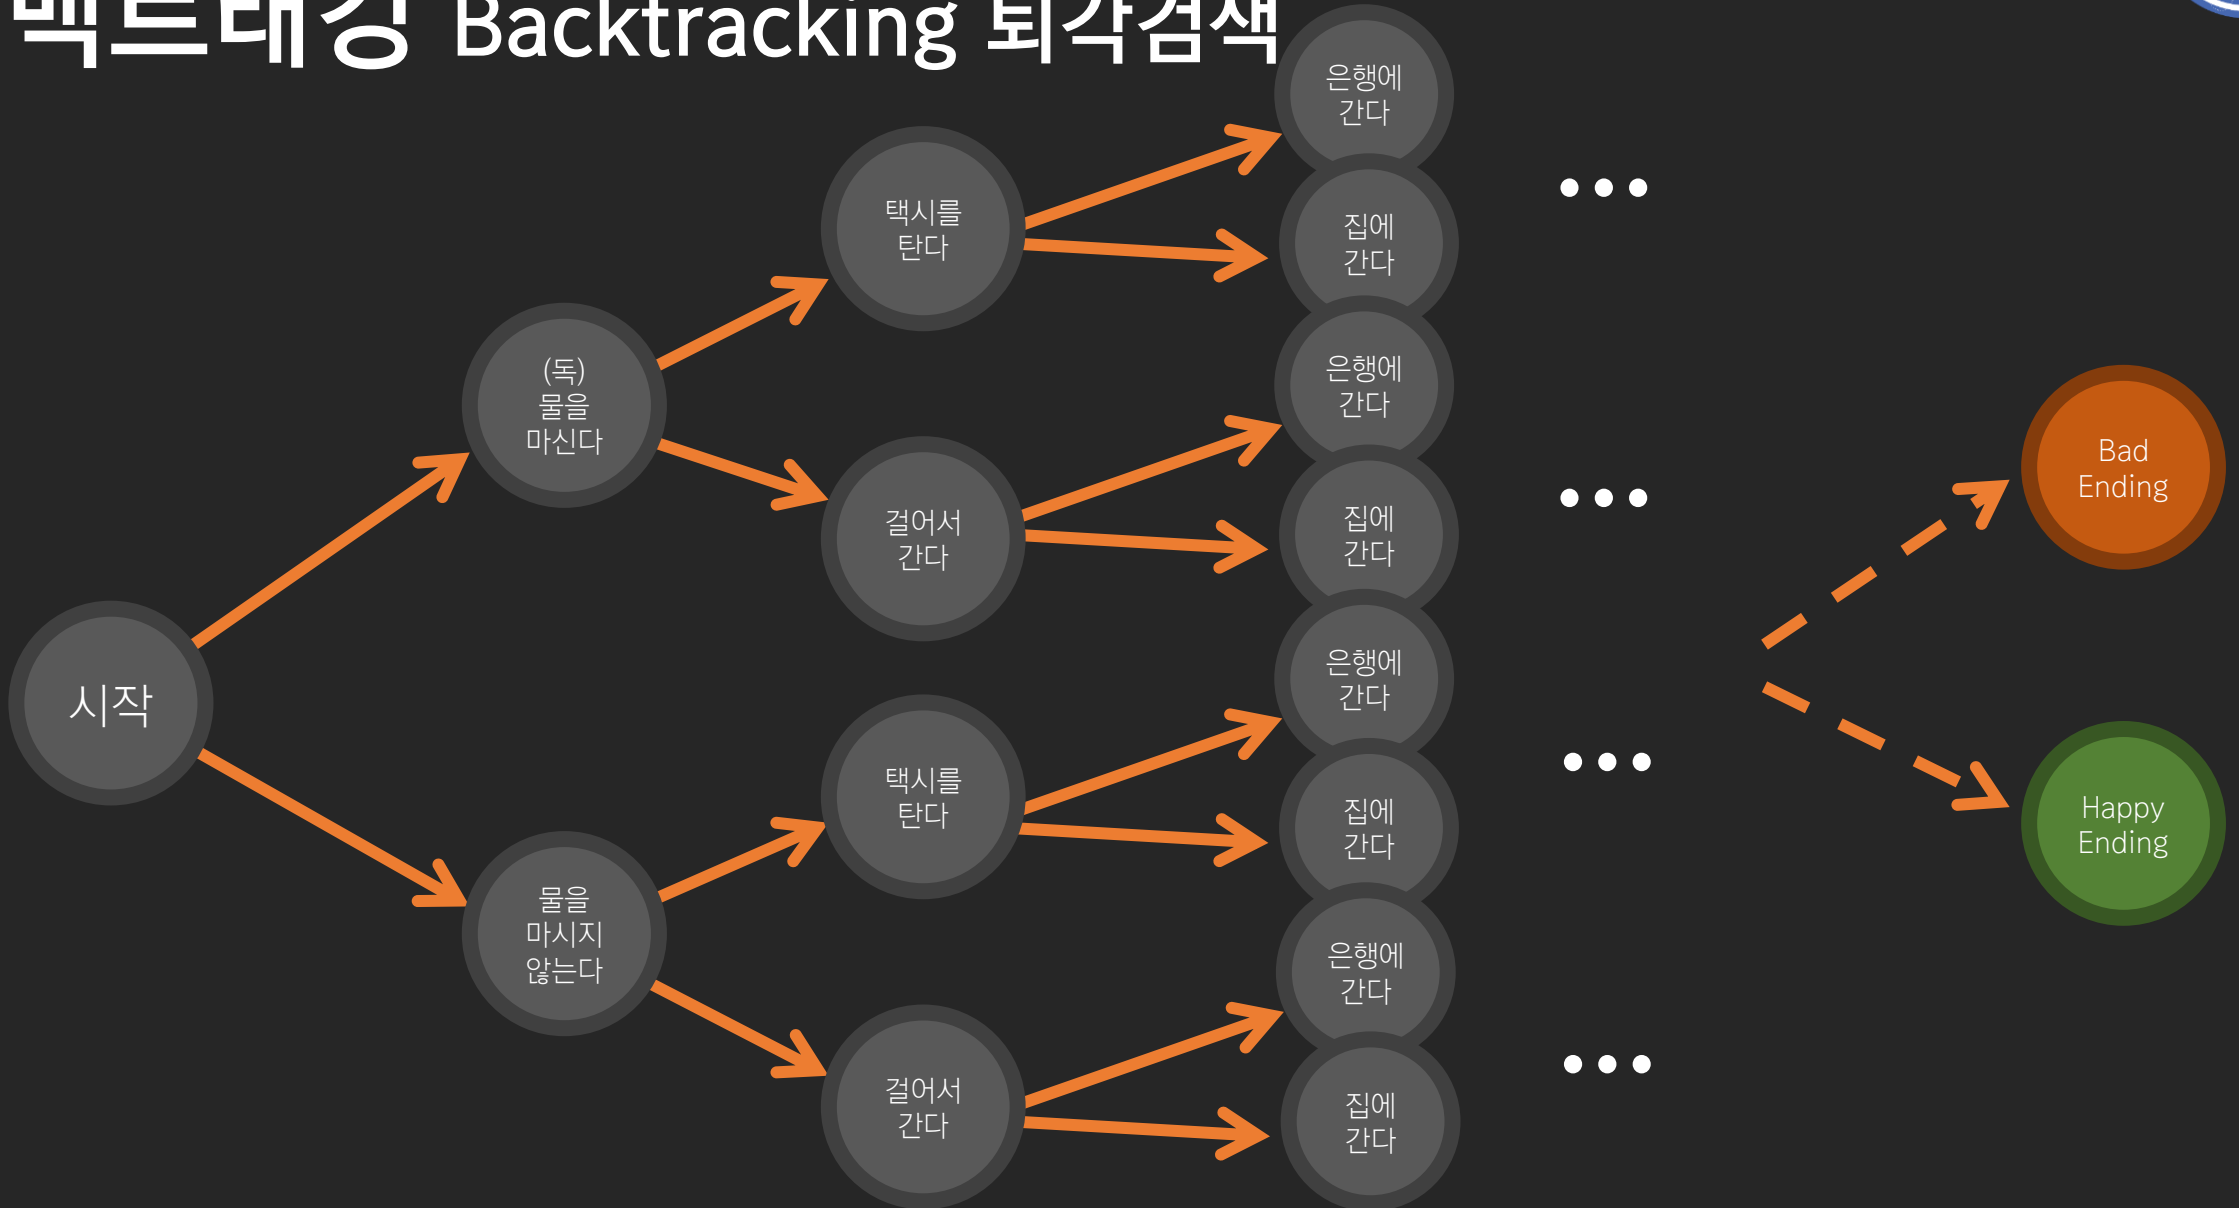 백트래킹 Backtracking 퇴각검색
시작
(독)
물을
마신다
물을
마시지
않는다
택시를
탄다
걸어서
간다
택시를
탄다
걸어서
간다
은행에
간다
집에
간다
은행에
간다
집에
간다
은행에
간다
집에
간다
은행에
간다
집에
간다
•••
•••
•••
•••
Bad
Ending
Happy
Ending